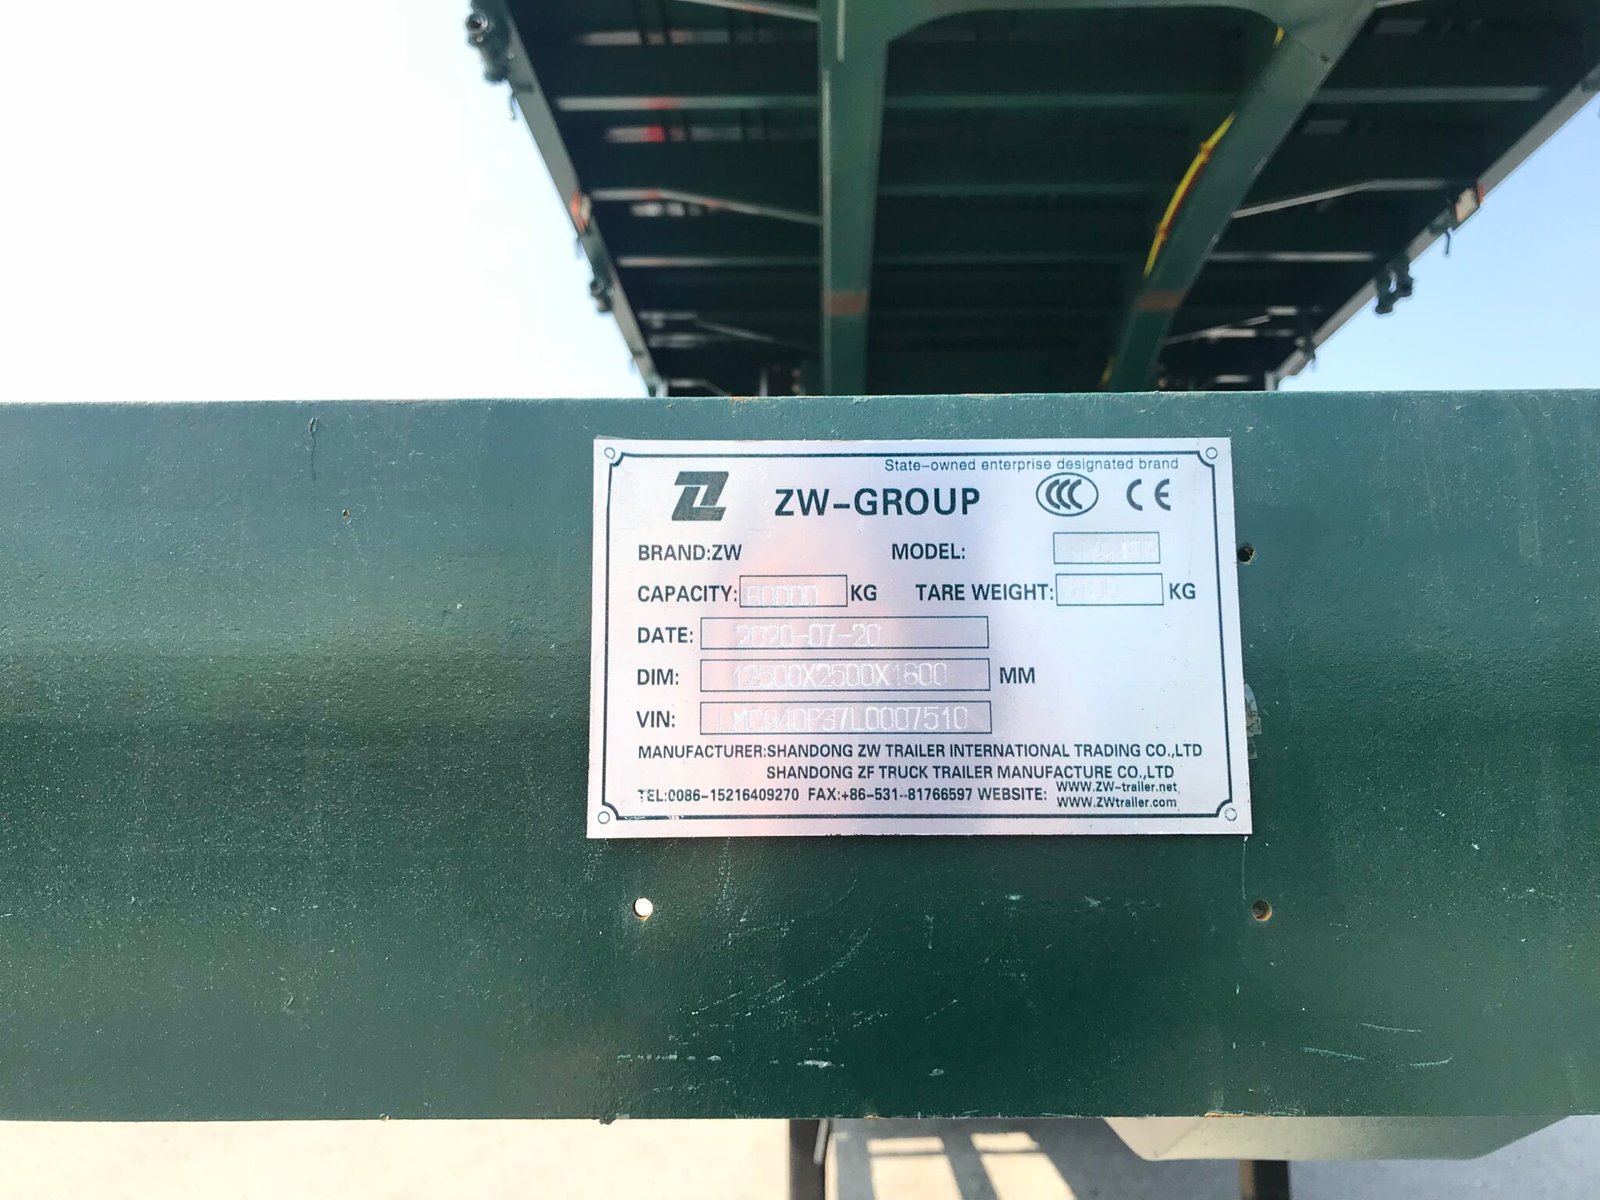 State-owned enterprise designated brand
ZW-GROUP CCC CE
BRAND:ZW MODEL:
CAPACITY: 60000 KG TARE WEIGHT: KG
DATE: 2020-07-20
DIM: 12500X2500X1600 MM
VIN:
MANUFACTURER:SHANDONG ZW TRAILER INTERNATIONAL TRADING CO.,LTD
SHANDONG ZF TRUCK TRAILER MANUFACTURE CO.,LTD
TEL:0086-15216409270 FAX:+86-531-81766597 WEBSITE: WWW.ZW-trailer.net
WWW.ZWtrailer.com